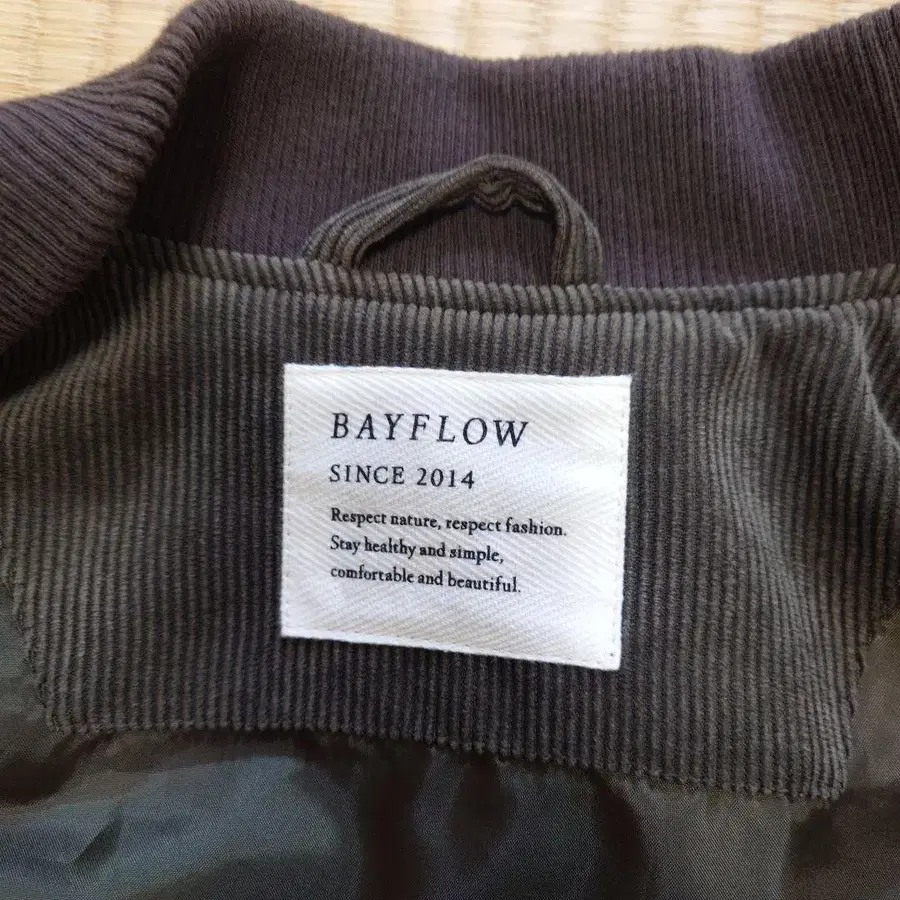 BAYFLOW
SINCE 2014
Respect nature, respect fashion.
Stay healthy and simple,
comfortable and beautiful.